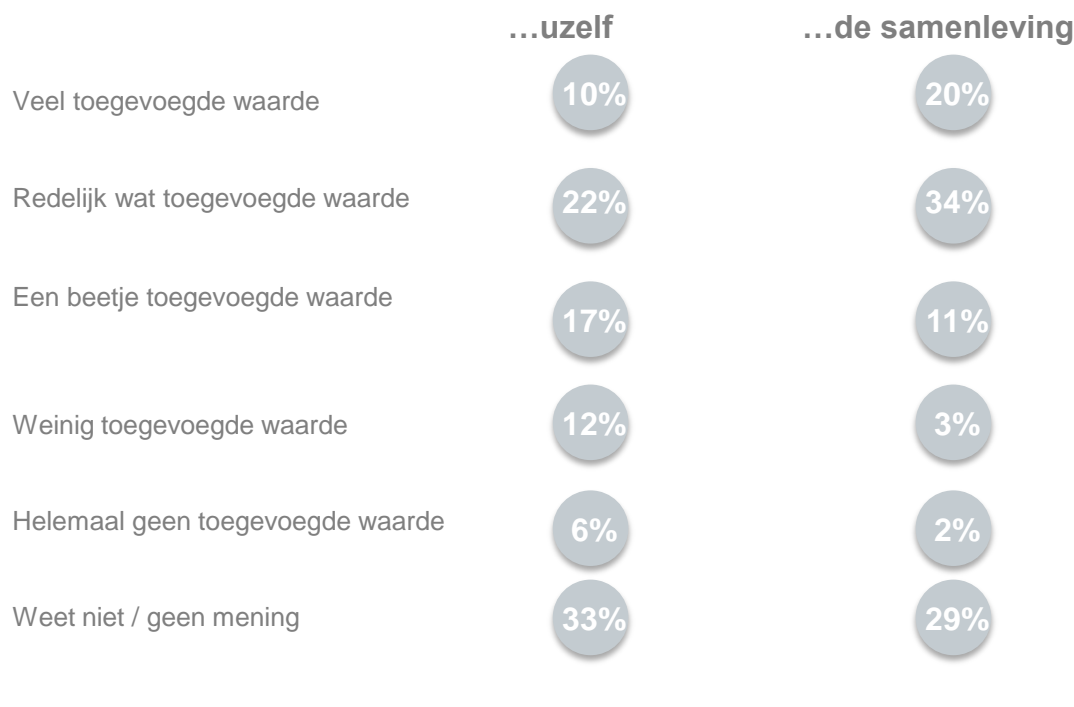 …uzelf …de samenleving
Veel toegevoegde waarde 10% 20%
Redelijk wat toegevoegde waarde 22% 34%
Een beetje toegevoegde waarde 17% 11%
Weinig toegevoegde waarde 12% 3%
Helemaal geen toegevoegde waarde 6% 2%
Weet niet / geen mening 33% 29%